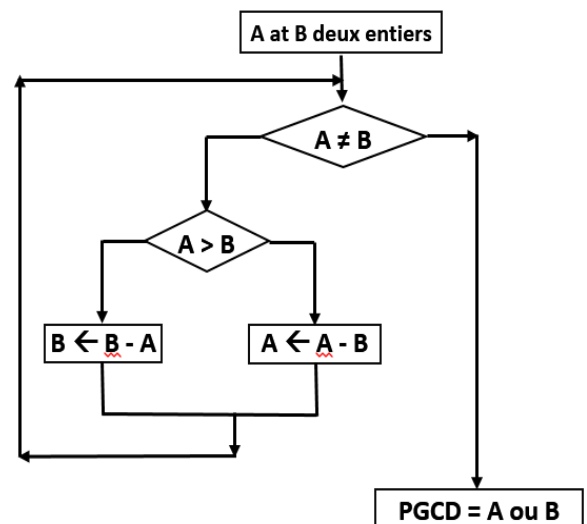 A at B deux entiers
A ≠ B
A > B
B ← B - A
A ← A - B
PGCD = A ou B